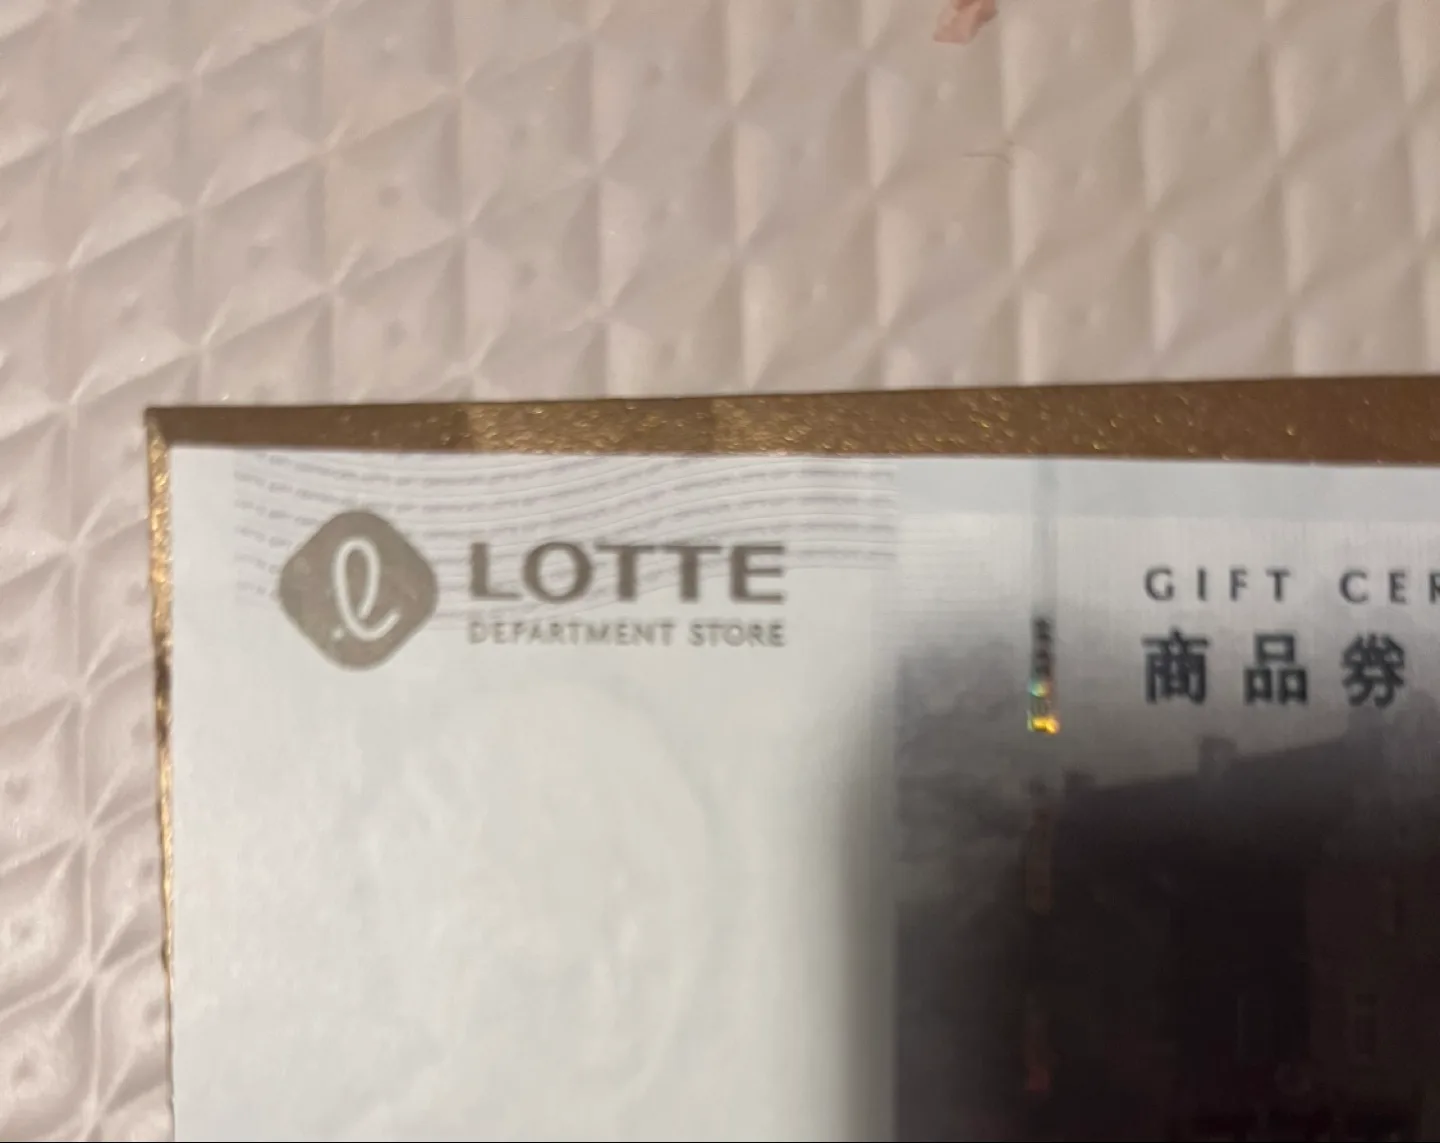 LOTTE
DEPARTMENT STORE
GIFT CER
商品券